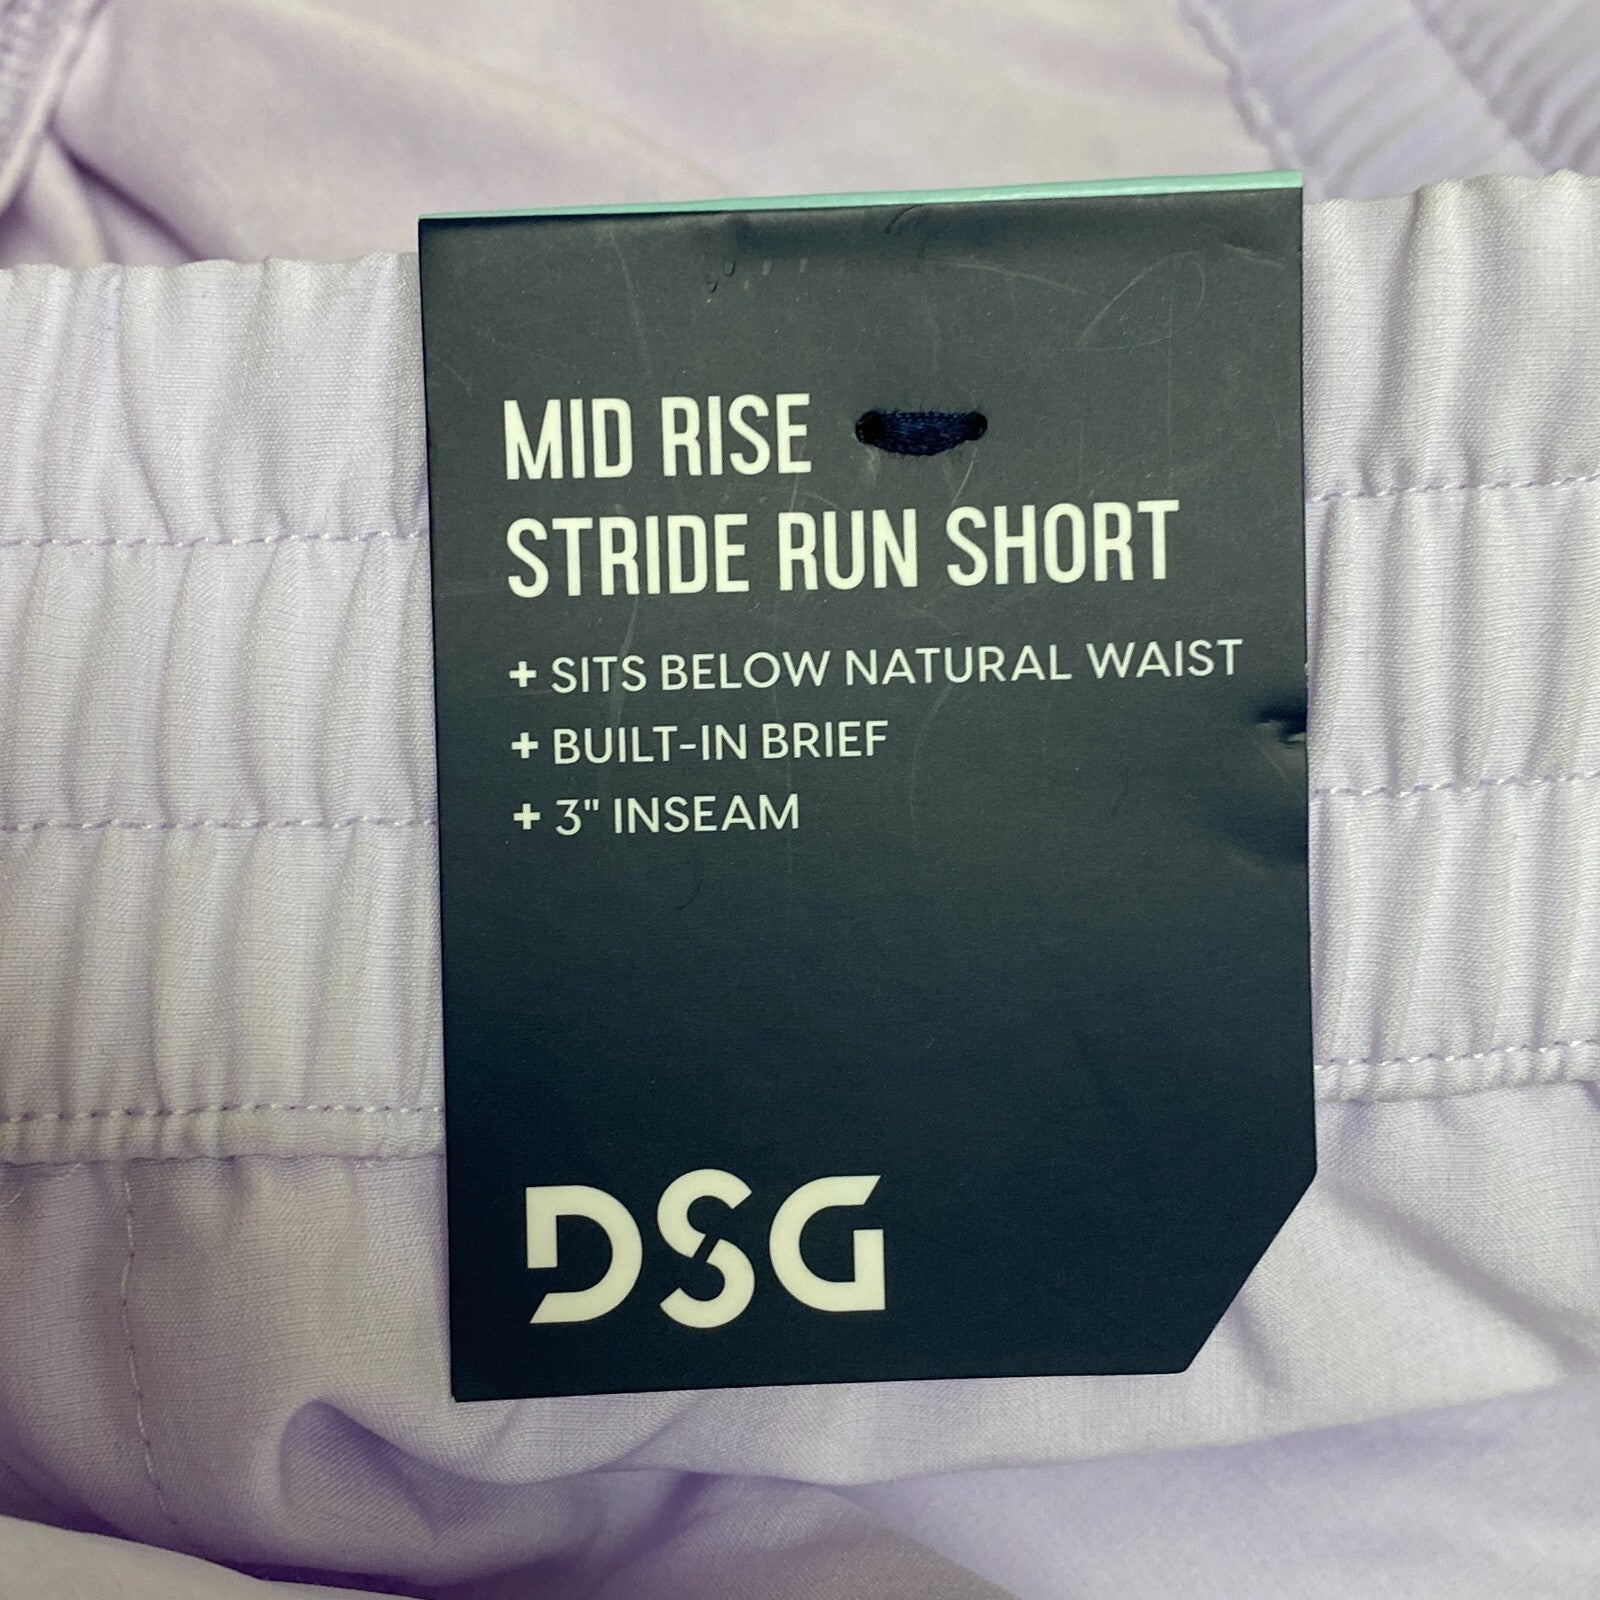 MID RISE
STRIDE RUN SHORT
+ SITS BELOW NATURAL WAIST
+ BUILT-IN BRIEF
+ 3" INSEAM
DSG